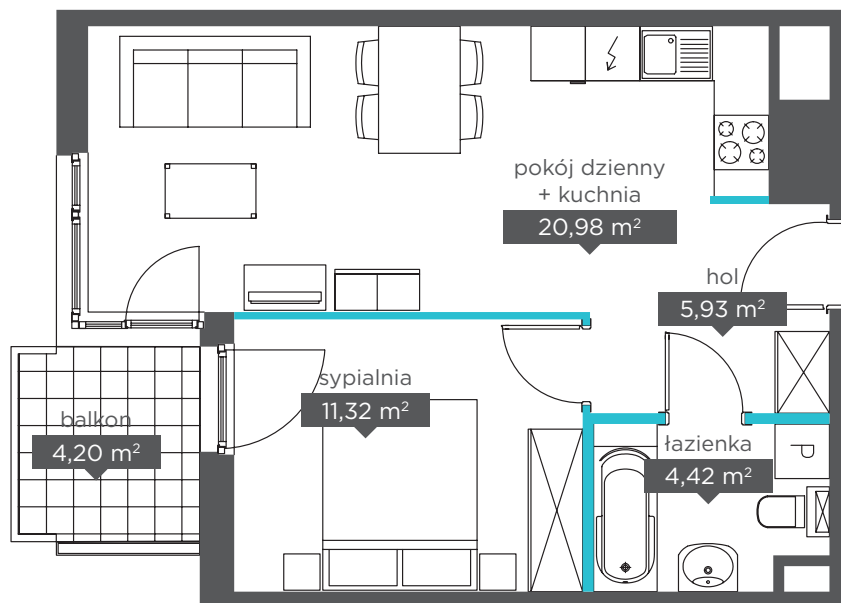 pokój dzienny
+ kuchnia
20,98 m²
hol
5,93 m²
sypialnia
11,32 m²
balkon
4,20 m²
łazienka
4,42 m²
P